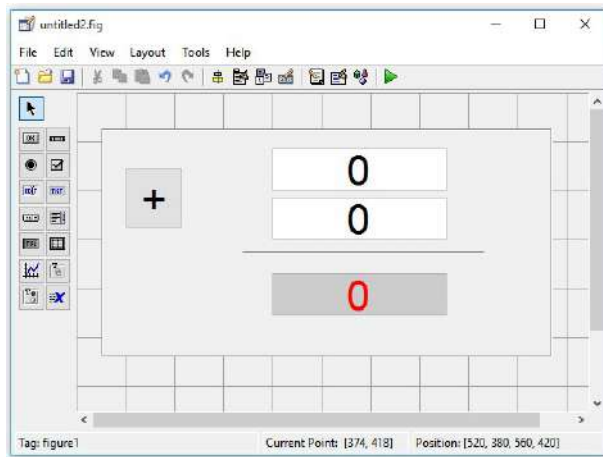 untitled2.fig
File Edit View Layout Tools Help
0
+
0
0
Tag: figure1 Current Point: [374, 418] Position: [520, 380, 560, 420]